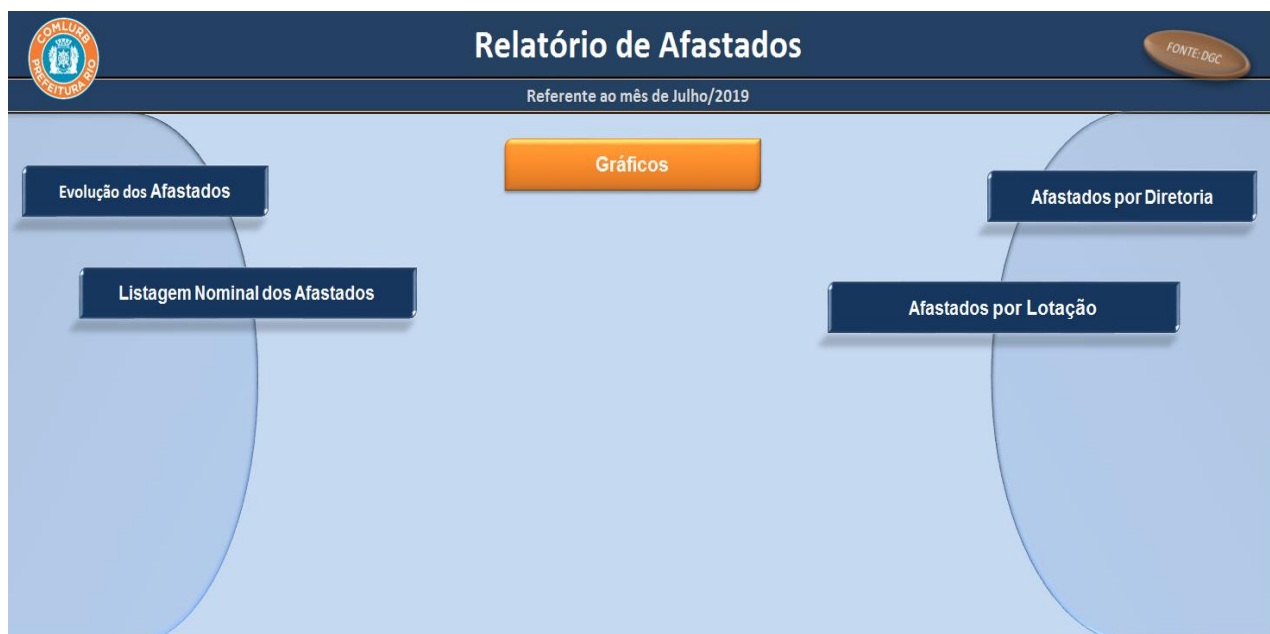 COMLURB
PREFEITURA RIO
Relatório de Afastados
FONTE: DGC
Referente ao mês de Julho/2019
Gráficos
Evolução dos Afastados
Afastados por Diretoria
Listagem Nominal dos Afastados
Afastados por Lotação